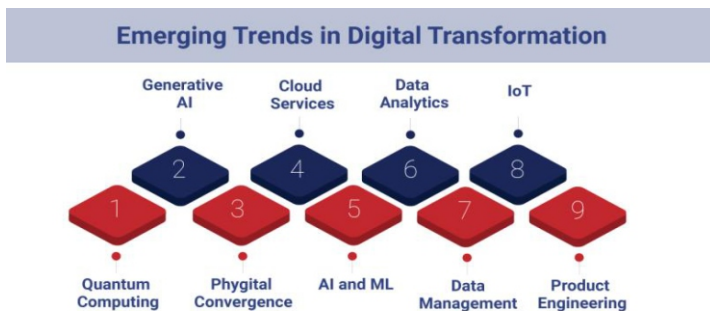 Emerging Trends in Digital Transformation
Generative
AI
Cloud
Services
Data
Analytics
IoT
2
4
6
8
1
3
5
7
9
Quantum
Computing
Phygital
Convergence
AI and ML
Data
Management
Product
Engineering